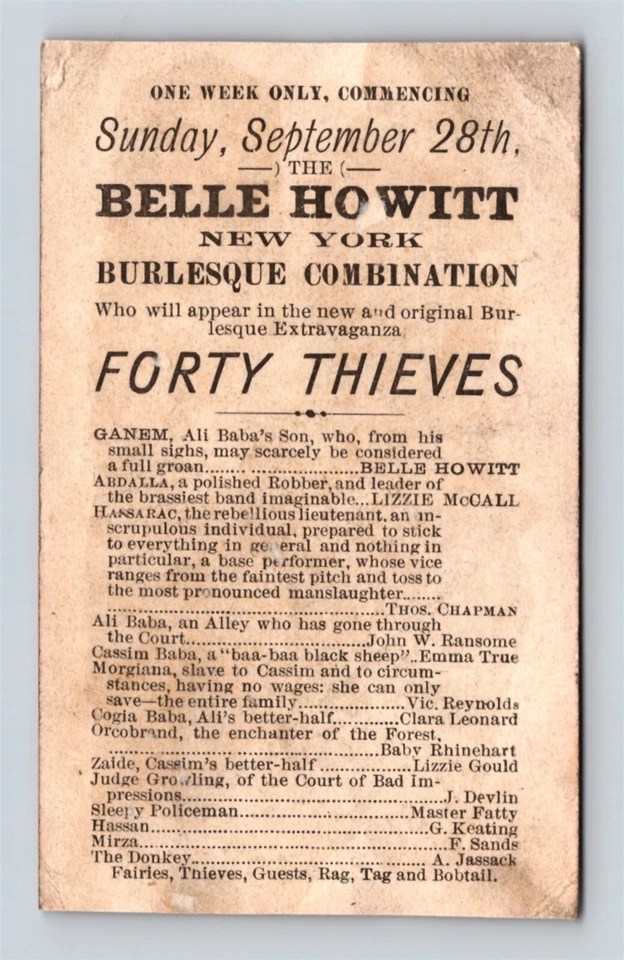 ONE WEEK ONLY, COMMENCING
Sunday, September 28th,
—) THE (—
BELLE HOWITT
NEW YORK
BURLESQUE COMBINATION
Who will appear in the new and original Bur-
lesque Extravaganza
FORTY THIEVES
GANEM, Ali Baba's Son, who, from his
small sighs, may scarcely be considered
a full groan........ ....................BELLE HOWITT
ABDALLA, a polished Robber, and leader of
the brassiest band imaginable...LIZZIE McCALL
HASSARAC, the rebellious lieutenant, an un-
scrupulous individual, prepared to stick
to everything in general and nothing in
particular, a base performer, whose vice
ranges from the faintest pitch and toss to
the most pronounced manslaughter........
....................................................THOS. CHAPMAN
Ali Baba, an Alley who has gone through
the Court..................................John W. Ransome
Cassim Baba, a "baa-baa black sheep"..Emma True
Morgiana, slave to Cassim and to circum-
stances, having no wages: she can only
save—the entire family....................Vic. Reynolds
Cogia Baba, Ali's better-half............Clara Leonard
Orcobrand, the enchanter of the Forest,
..................................................Baby Rhinehart
Zaide, Cassim's better-half .................Lizzie Gould
Judge Growling, of the Court of Bad Im-
pressions.................................................J. Devlin
Sleepy Policeman................................Master Fatty
Hassan....................................................G. Keating
Mirza.........................................................F. Sands
The Donkey........................................... A. Jassack
Fairies, Thieves, Guests, Rag, Tag and Bobtail.